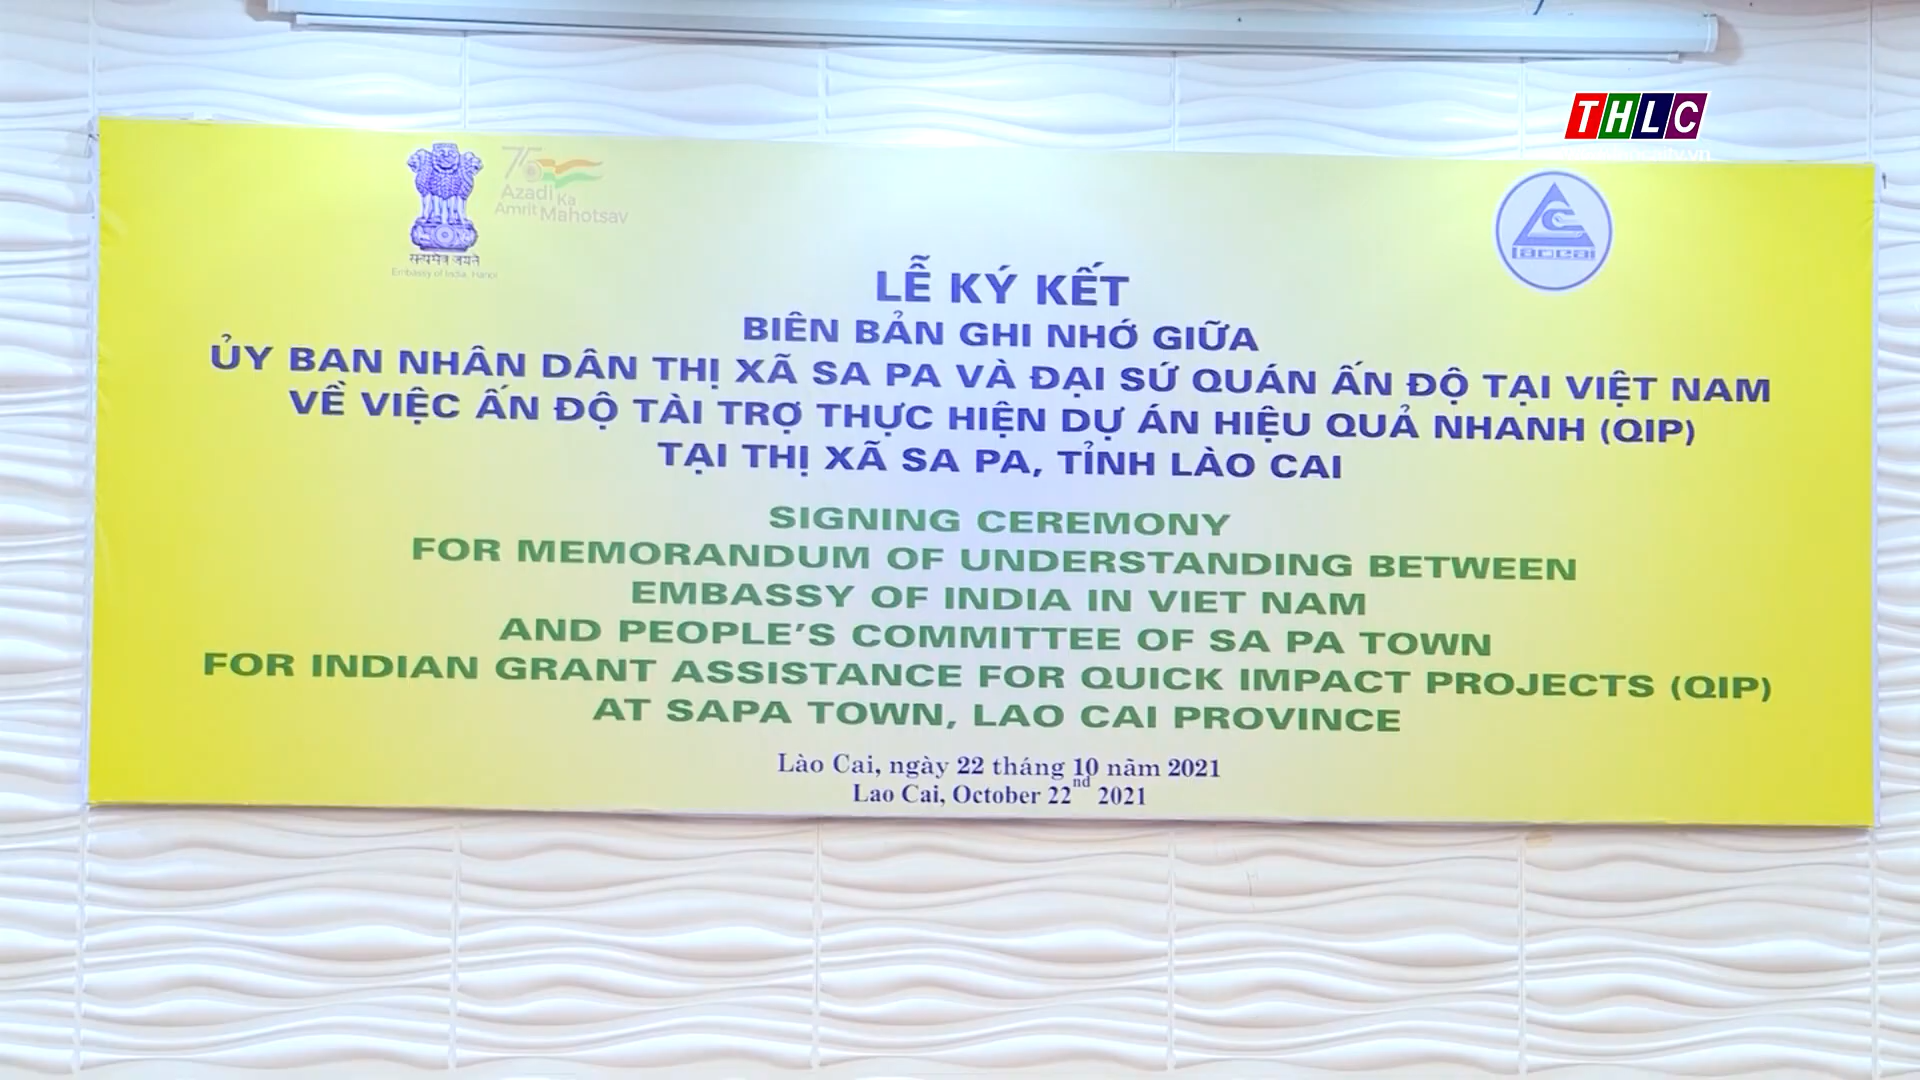 THLC
75
Azadi Ka
Amrit Mahotsav
सत्यमेव जयते
Embassy of India, Hanoi
LỄ KÝ KẾT
BIÊN BẢN GHI NHỚ GIỮA
ỦY BAN NHÂN DÂN THỊ XÃ SA PA VÀ ĐẠI SỨ QUÁN ẤN ĐỘ TẠI VIỆT NAM
VỀ VIỆC ẤN ĐỘ TÀI TRỢ THỰC HIỆN DỰ ÁN HIỆU QUẢ NHANH (QIP)
TẠI THỊ XÃ SA PA, TỈNH LÀO CAI
SIGNING CEREMONY
FOR MEMORANDUM OF UNDERSTANDING BETWEEN
EMBASSY OF INDIA IN VIET NAM
AND PEOPLE'S COMMITTEE OF SA PA TOWN
FOR INDIAN GRANT ASSISTANCE FOR QUICK IMPACT PROJECTS (QIP)
AT SAPA TOWN, LAO CAI PROVINCE
Lào Cai, ngày 22 tháng 10 năm 2021
Lao Cai, October 22nd 2021